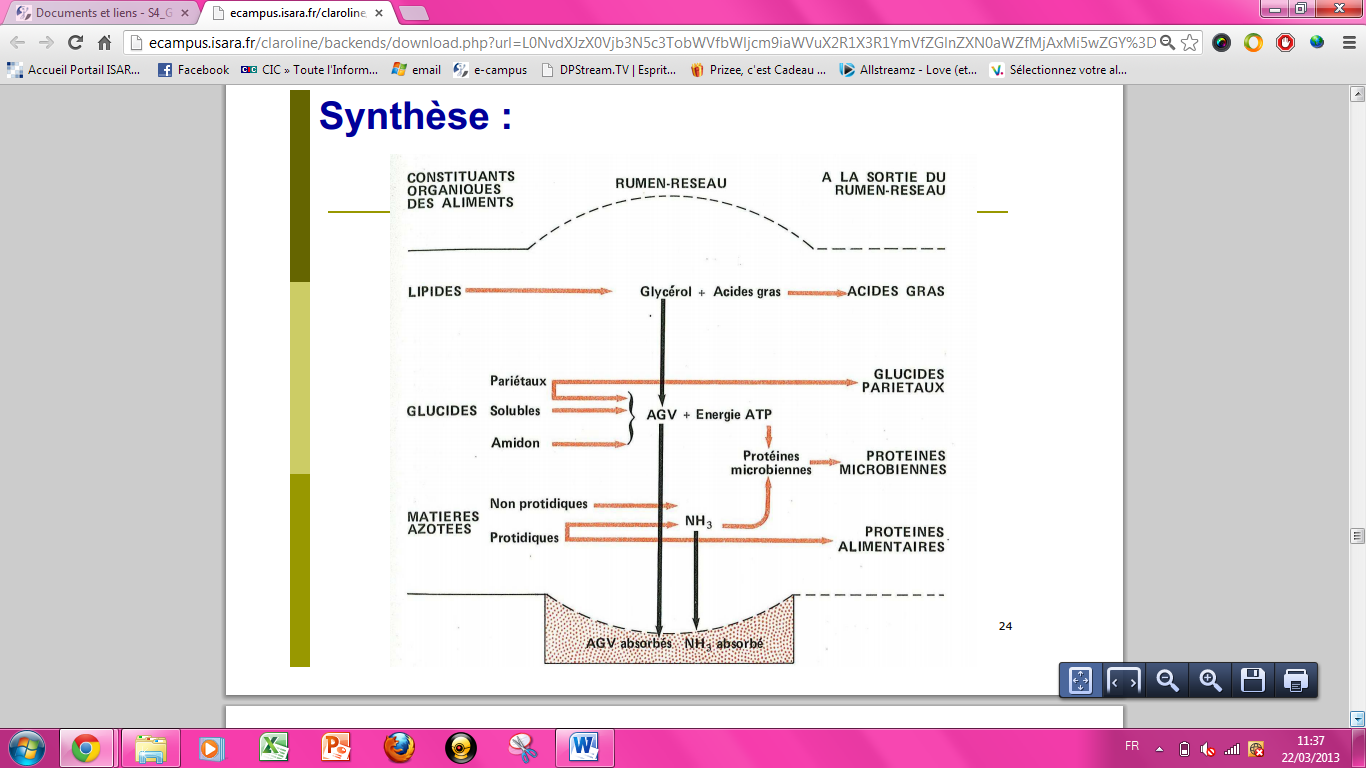 Documents et liens - S4_G
ecampus.isara.fr/claroline
ecampus.isara.fr/claroline/backends/download.php?url=L0NvdXJzX0Vjb3N5c3TobWVfbWljcm9iaWVuX2R1X3R1YmVfZGlnZXN0aWZfMjAxMi5wZGY%3D
Accueil Portail ISAR...
Facebook
CIC » Toute l'Inform...
email
e-campus
DPStream.TV | Esprit...
Prizee, c'est Cadeau ...
Allstreamz - Love (et...
Sélectionnez votre al...
Synthèse :
CONSTITUANTS
ORGANIQUES
DES ALIMENTS
RUMEN-RESEAU
A LA SORTIE DU
RUMEN-RESEAU
LIPIDES
Glycérol + Acides gras
ACIDES GRAS
Pariétaux
GLUCIDES
PARIETAUX
GLUCIDES
Solubles
AGV + Energie ATP
Amidon
Protéines
microbiennes
PROTEINES
MICROBIENNES
Non protidiques
MATIERES
AZOTEES
NH3
Protidiques
PROTEINES
ALIMENTAIRES
AGV absorbés NH3 absorbé
24
FR
11:37
22/03/2013